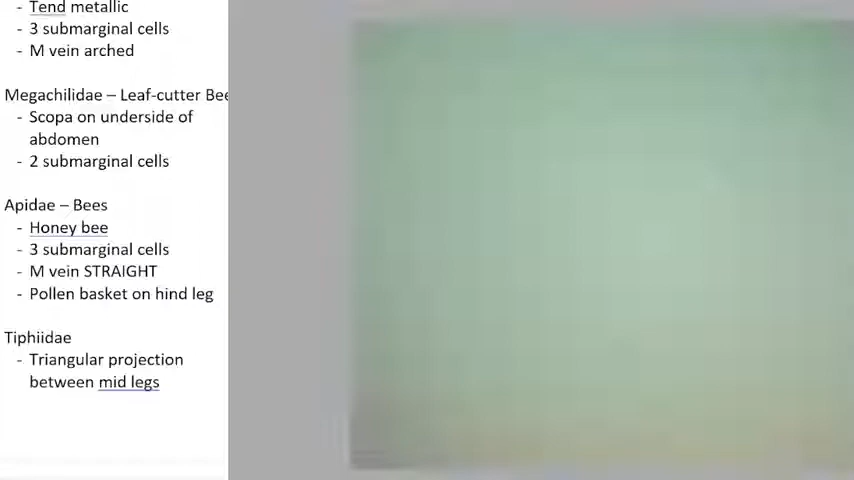 - Tend metallic
- 3 submarginal cells
- M vein arched
Megachilidae – Leaf-cutter Bee
- Scopa on underside of
abdomen
- 2 submarginal cells
Apidae – Bees
- Honey bee
- 3 submarginal cells
- M vein STRAIGHT
- Pollen basket on hind leg
Tiphiidae
- Triangular projection
between mid legs